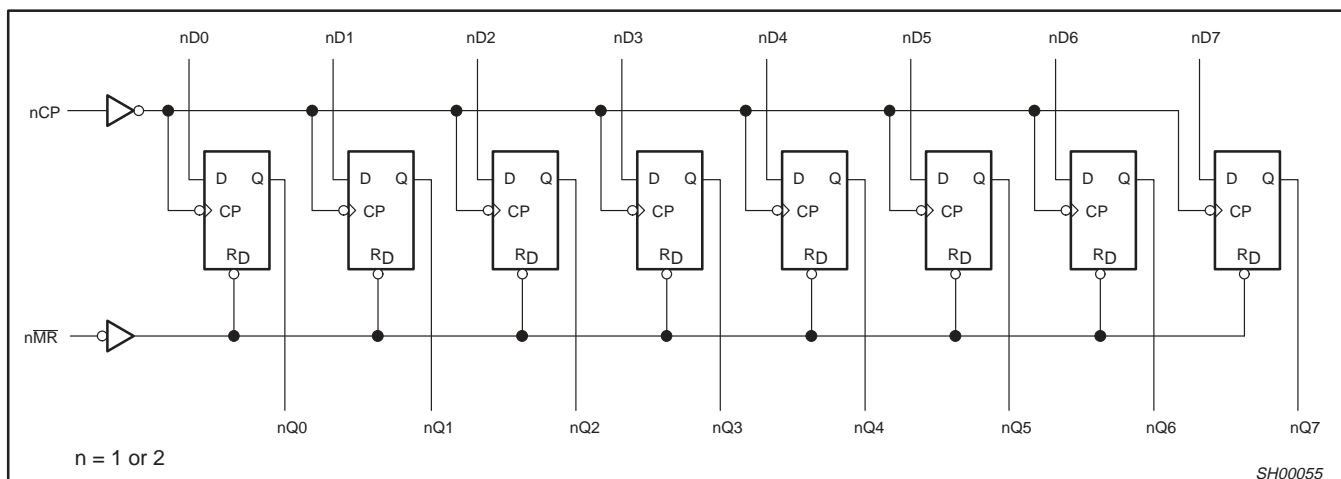 nD0 nD1 nD2 nD3 nD4 nD5 nD6 nD7
nCP
D Q D Q D Q D Q D Q D Q D Q D Q
CP CP CP CP CP CP CP CP
RD RD RD RD RD RD RD RD
nM̅R̅
nQ0 nQ1 nQ2 nQ3 nQ4 nQ5 nQ6 nQ7
n = 1 or 2
SH00055